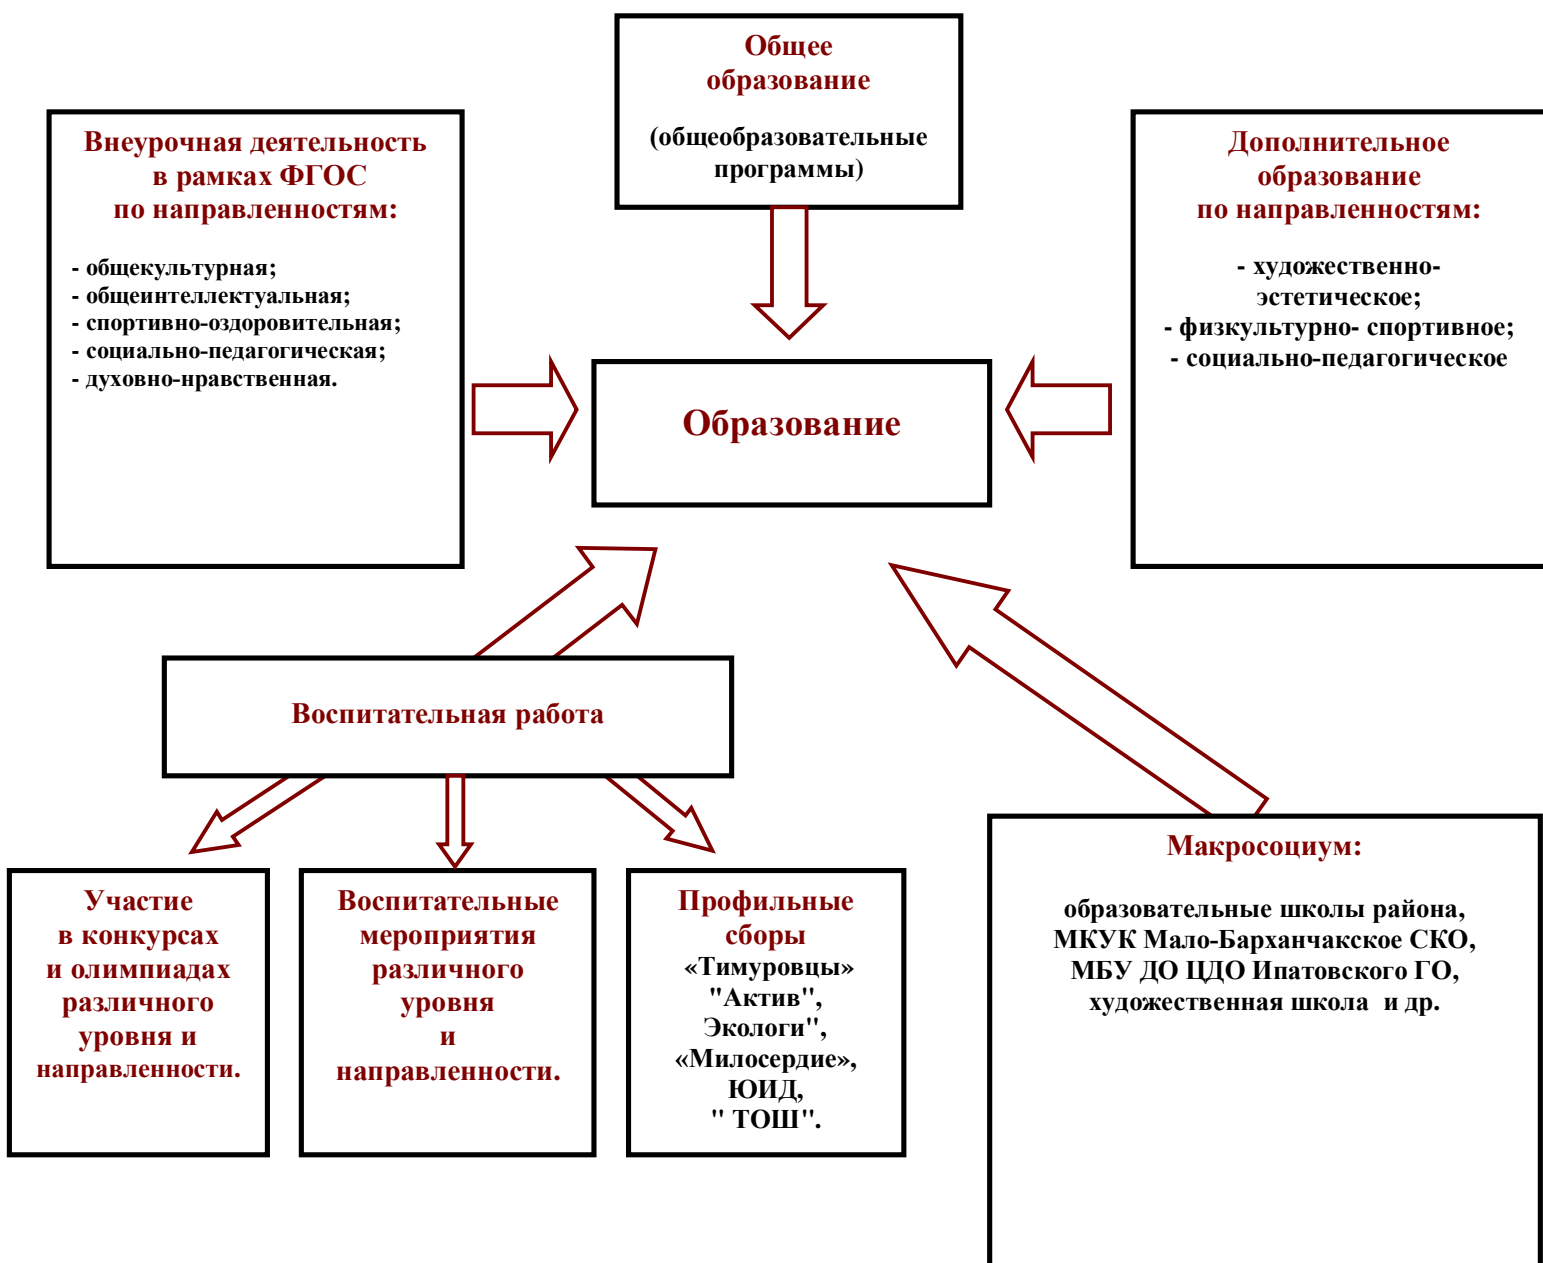 Общее
образование
(общеобразовательные
программы)
Внеурочная деятельность
в рамках ФГОС
по направленностям:
- общекультурная;
- общеинтеллектуальная;
- спортивно-оздоровительная;
- социально-педагогическая;
- духовно-нравственная.
Дополнительное
образование
по направленностям:
- художественно-
эстетическое;
- физкультурно- спортивное;
- социально-педагогическое
Образование
Воспитательная работа
Участие
в конкурсах
и олимпиадах
различного
уровня и
направленности.
Воспитательные
мероприятия
различного
уровня
и
направленности.
Профильные
сборы
«Тимуровцы»
"Актив",
Экологи",
«Милосердие»,
ЮИД,
" ТОШ".
Макросоциум:
образовательные школы района,
МКУК Мало-Барханчакское СКО,
МБУ ДО ЦДО Ипатовского ГО,
художественная школа  и др.